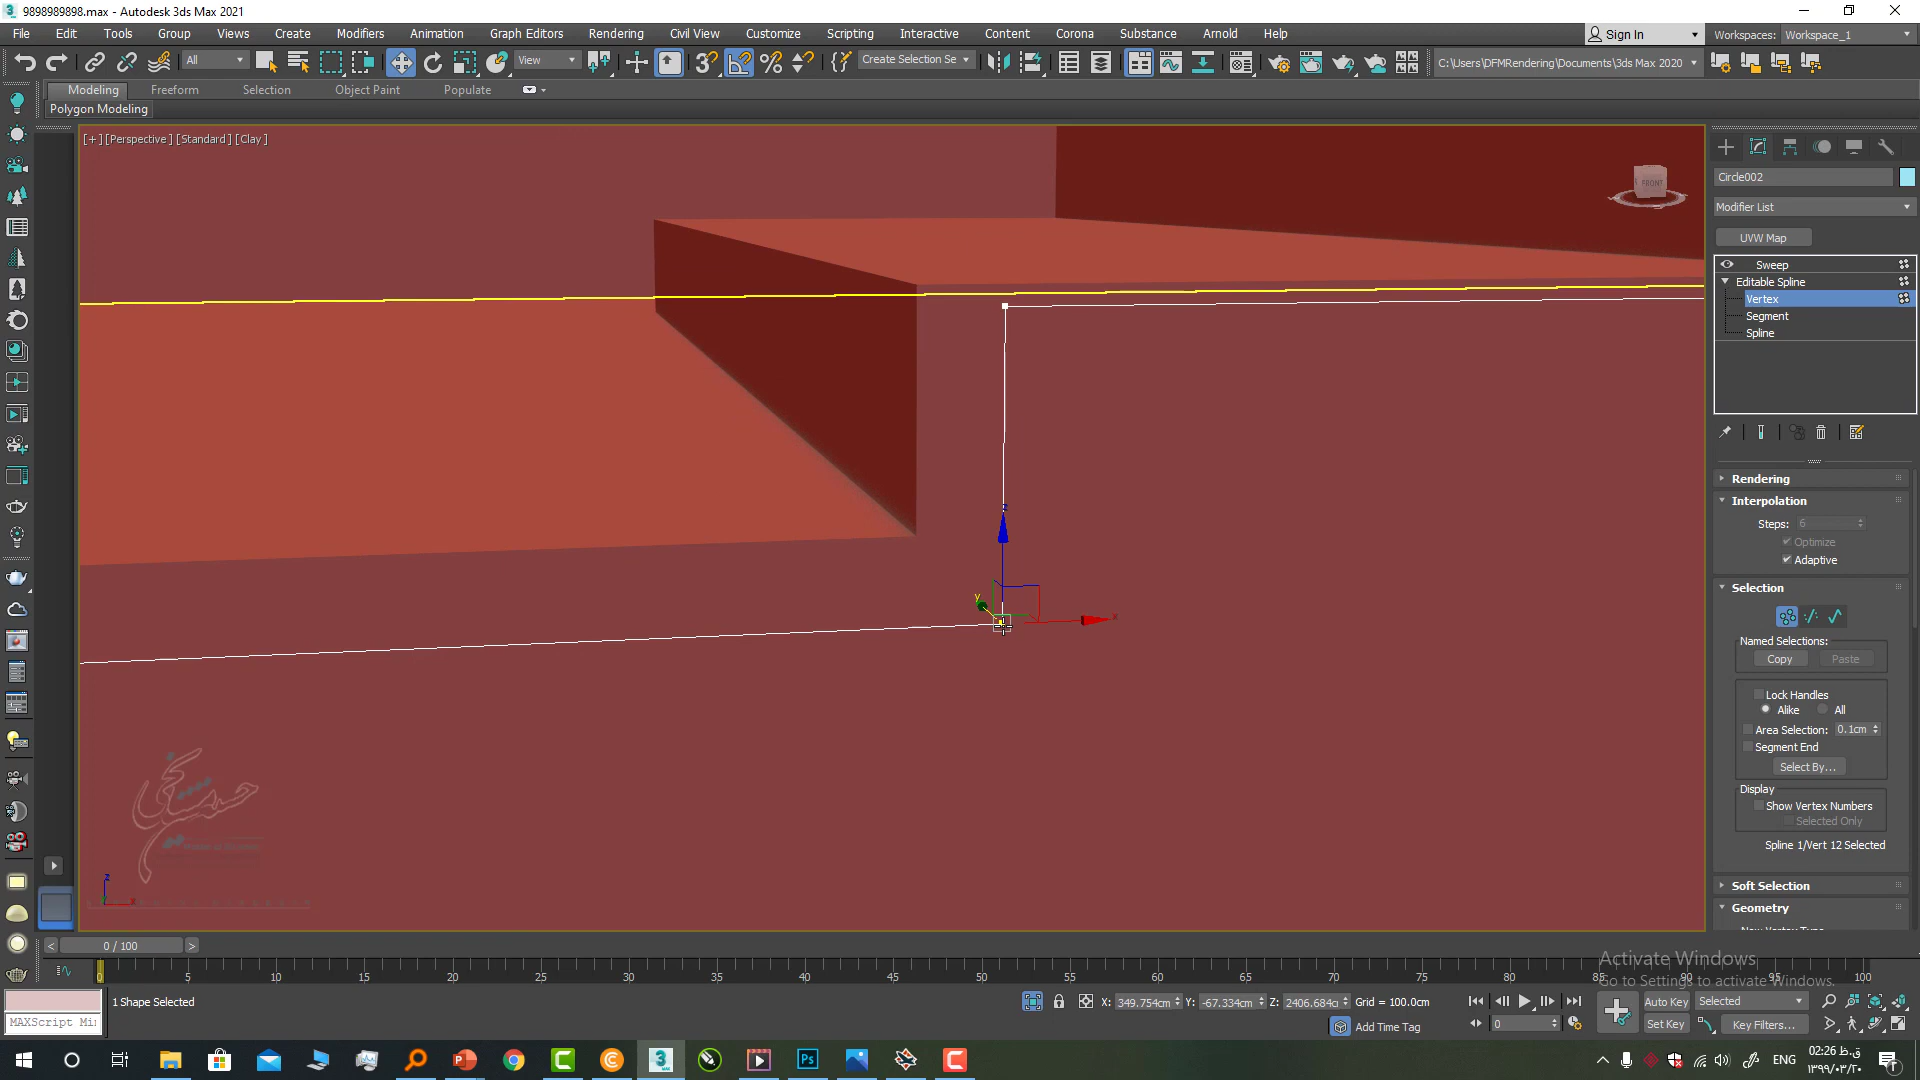 9898989898.max - Autodesk 3ds Max 2021
File Edit Tools Group Views Create Modifiers Animation Graph Editors Rendering Civil View Customize Scripting Interactive Content Corona Substance Arnold Help
Sign In
Workspaces: Workspace_1
All
View
Create Selection Se
C:\Users\DFMRendering\Documents\3ds Max 2020
Modeling Freeform Selection Object Paint Populate
Polygon Modeling
[+] [Perspective] [Standard] [Clay]
FRONT
Circle002
Modifier List
UVW Map
Sweep
Editable Spline
Vertex
Segment
Spline
Rendering
Interpolation
Steps: 6
Optimize
Adaptive
Selection
Named Selections:
Copy Paste
Lock Handles
Alike All
Area Selection: 0.1cm
Segment End
Select By...
Display
Show Vertex Numbers
Selected Only
Spline 1/Vert 12 Selected
Soft Selection
Geometry
z
y
x
z
x
0 / 100
0 5 10 15 20 25 30 35 40 45 50 55 60 65 70 75 80 85 90 95 100
Activate Windows
Go to Settings to activate Windows.
MAXScript Mi
1 Shape Selected
X: 349.754cm Y: -67.334cm Z: 2406.684c Grid = 100.0cm
Add Time Tag
0
Auto Key Selected
Set Key Key Filters...
ENG
02:26 ق.ظ
۱۳۹۹/۰۳/۲۰